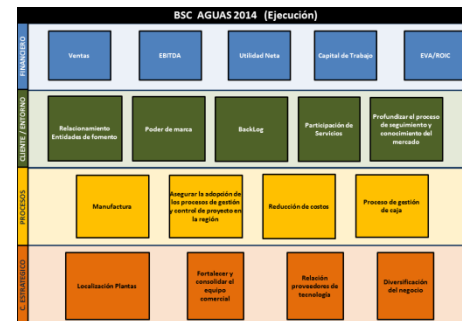 BSC AGUAS 2014 (Ejecución)
FINANCIERO
Ventas
EBITDA
Utilidad Neta
Capital de Trabajo
EVA/ROIC
CLIENTE / ENTORNO
Relacionamiento
Entidades de fomento
Poder de marca
BackLog
Participación de
Servicios
Profundizar el proceso
de seguimiento y
conocimiento del
mercado
PROCESOS
Manufactura
Asegurar la adopción de
los procesos de gestión
y control de proyecto en
la región
Reducción de costos
Proceso de gestión
de caja
C. ESTRATEGICO
Localización Plantas
Fortalecer y
consolidar el
equipo
comercial
Relación
proveedores de
tecnología
Diversificación
del negocio